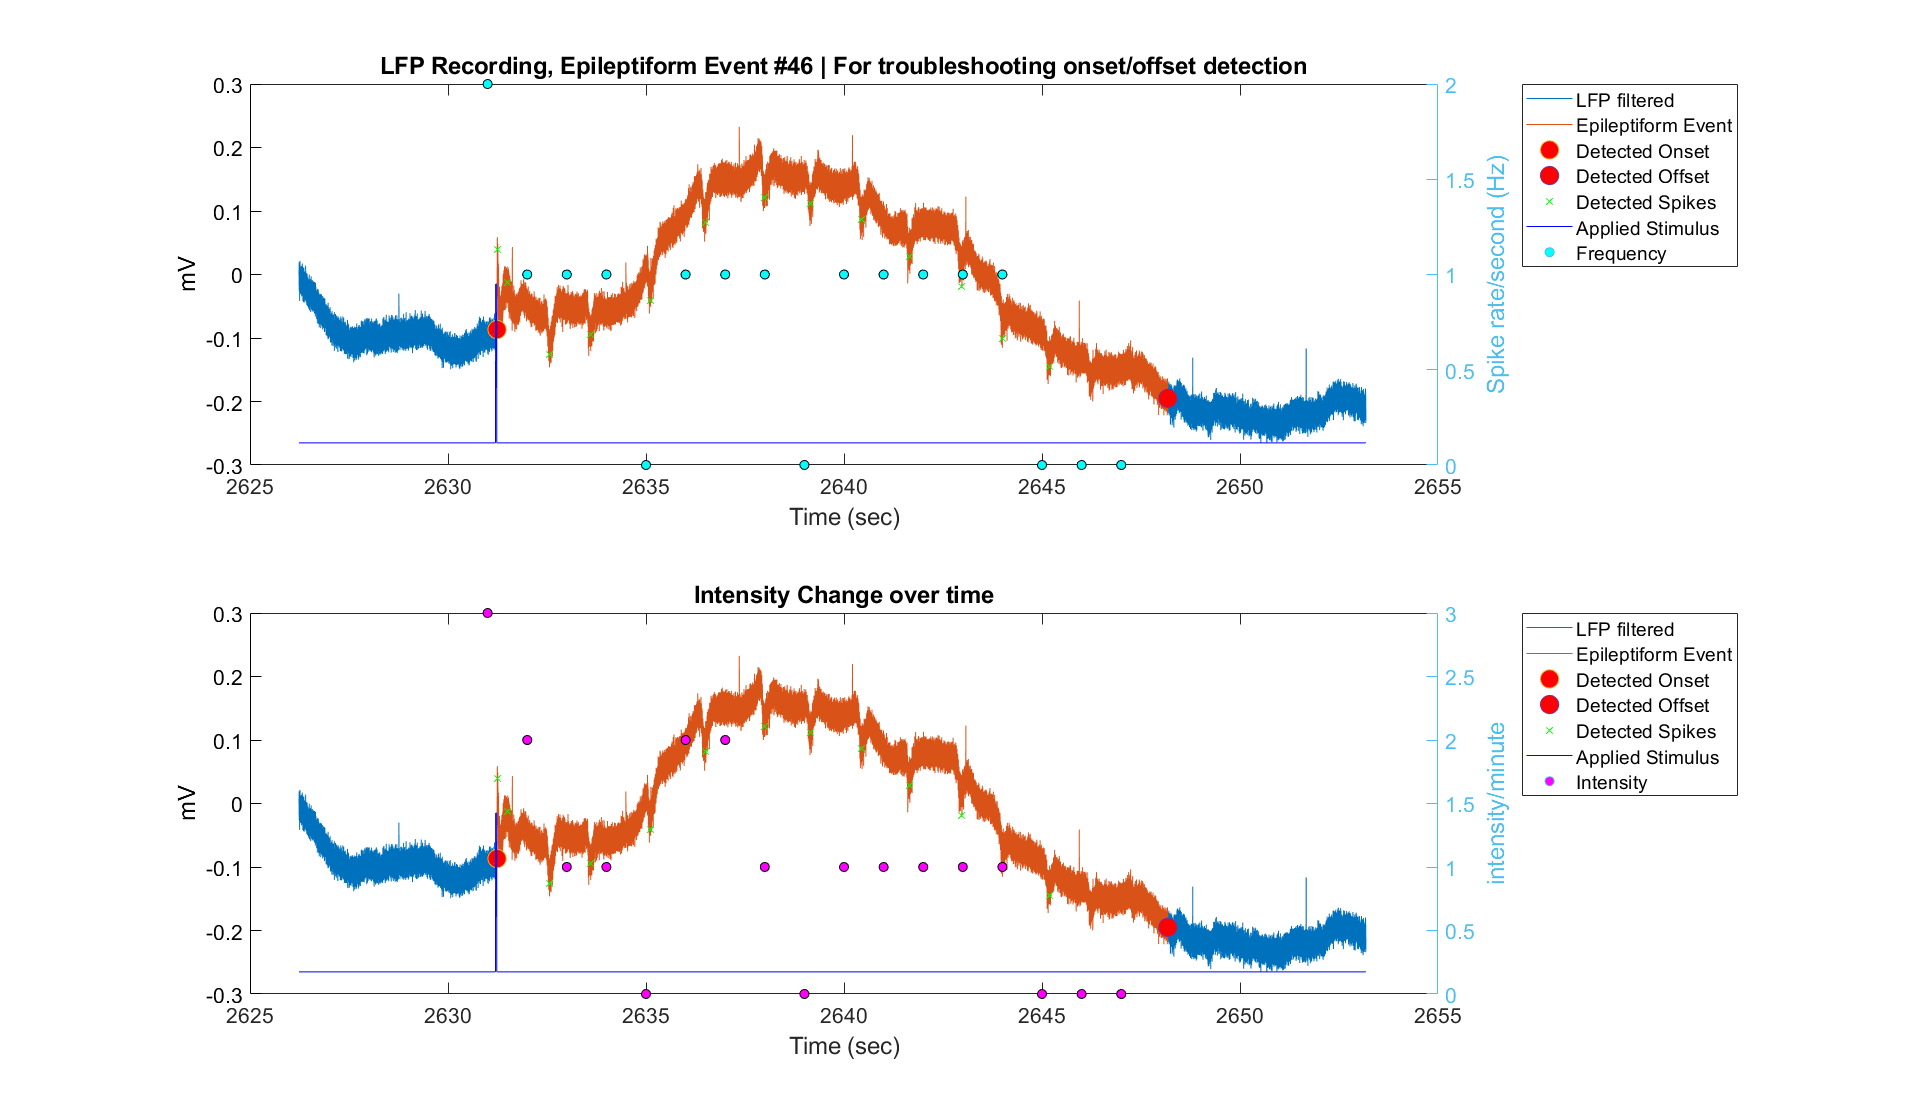 LFP Recording, Epileptiform Event #46 | For troubleshooting onset/offset detection
0.3
0.2
0.1
0
-0.1
-0.2
-0.3
mV
2
1.5
1
0.5
0
Spike rate/second (Hz)
2625 2630 2635 2640 2645 2650 2655
Time (sec)
LFP filtered
Epileptiform Event
Detected Onset
Detected Offset
Detected Spikes
Applied Stimulus
Frequency
Intensity Change over time
0.3
0.2
0.1
0
-0.1
-0.2
-0.3
mV
3
2.5
2
1.5
1
0.5
0
intensity/minute
2625 2630 2635 2640 2645 2650 2655
Time (sec)
LFP filtered
Epileptiform Event
Detected Onset
Detected Offset
Detected Spikes
Applied Stimulus
Intensity